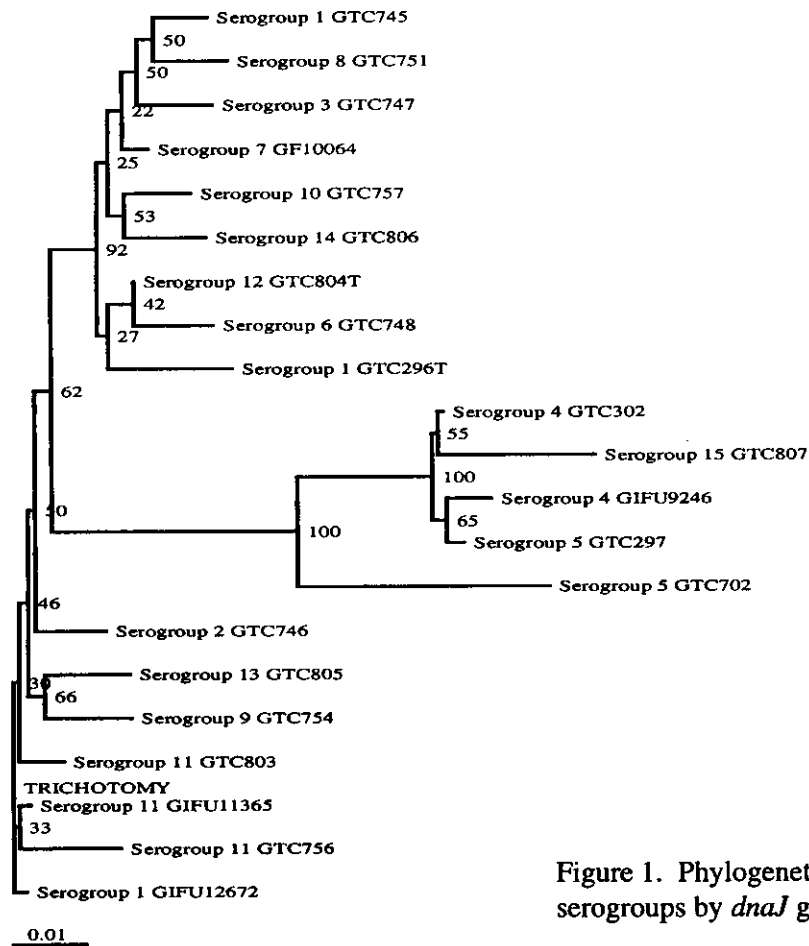 Serogroup 1 GTC745
50
Serogroup 8 GTC751
50
Serogroup 3 GTC747
22
Serogroup 7 GF10064
25
Serogroup 10 GTC757
53
Serogroup 14 GTC806
92
Serogroup 12 GTC804T
42
Serogroup 6 GTC748
27
Serogroup 1 GTC296T
62
Serogroup 4 GTC302
55
Serogroup 15 GTC807
100
Serogroup 4 GIFU9246
65
Serogroup 5 GTC297
100
Serogroup 5 GTC702
50
46
Serogroup 2 GTC746
Serogroup 13 GTC805
66
Serogroup 9 GTC754
Serogroup 11 GTC803
TRICHOTOMY
Serogroup 11 GIFU11365
33
Serogroup 11 GTC756
Serogroup 1 GIFU12672
0.01
Figure 1. Phylogenet
serogroups by dnaJ g